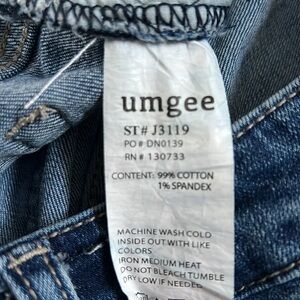 umgee
ST# J3119
PO# DN0139
RN# 130733
CONTENT: 99% COTTON
1% SPANDEX
MACHINE WASH COLD
INSIDE OUT WITH LIKE
COLORS
IRON MEDIUM HEAT
DO NOT BLEACH TUMBLE
DRY LOW IF NEEDED